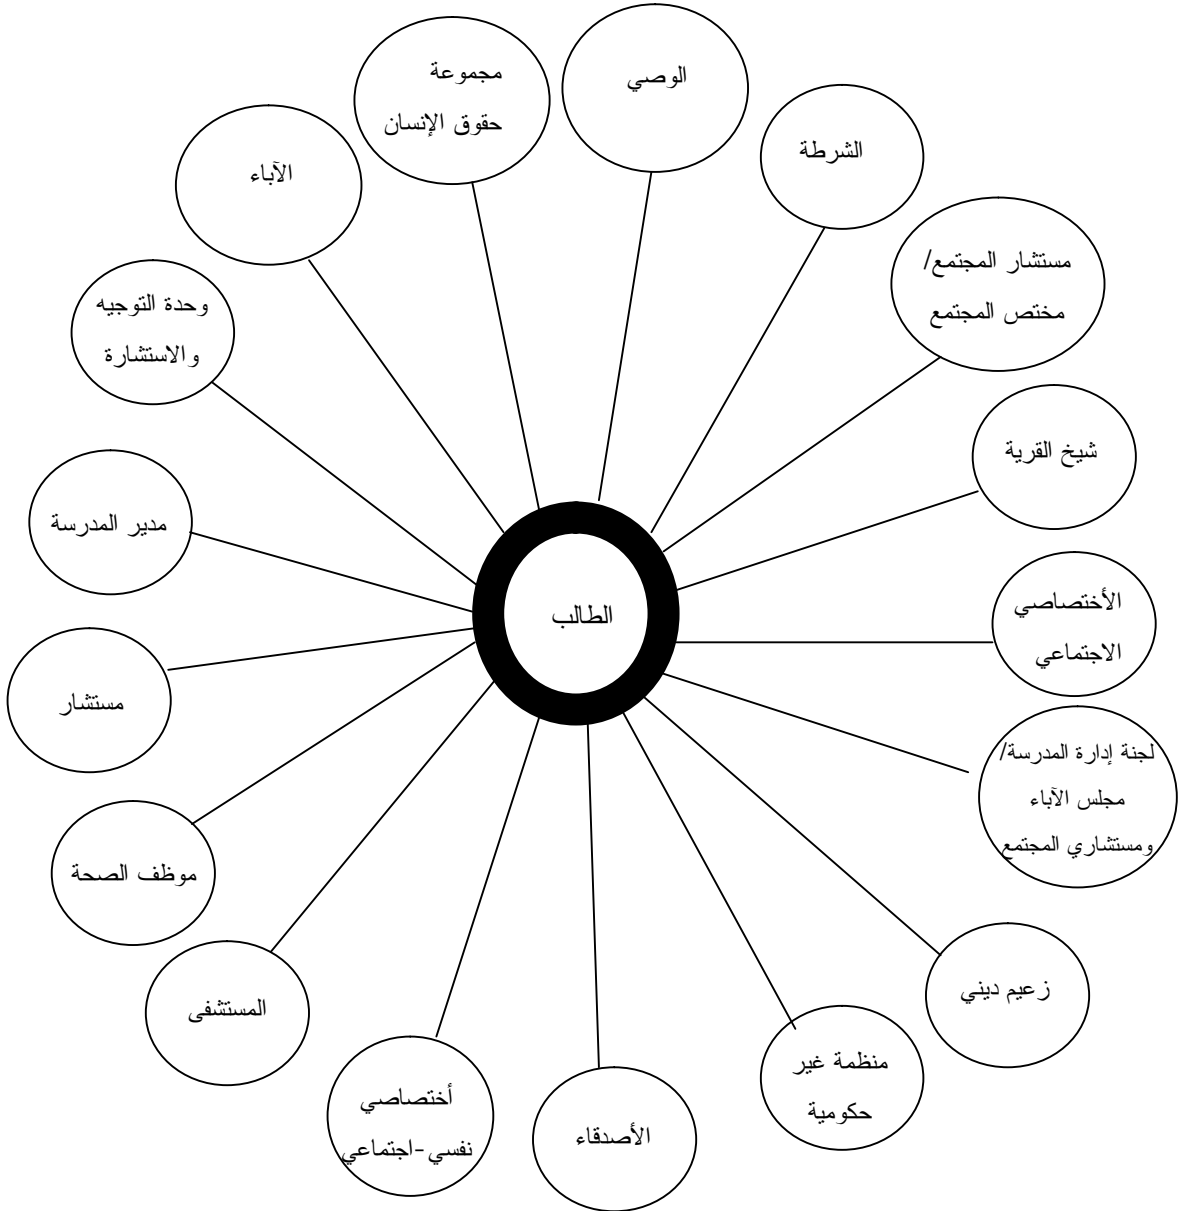 الوصي
مجموعة
حقوق الإنسان
الشرطة
الآباء
مستشار المجتمع/
مختص المجتمع
وحدة التوجيه
والاستشارة
شيخ القرية
مدير المدرسة
الأختصاصي
الاجتماعي
الطالب
مستشار
لجنة إدارة المدرسة/
مجلس الآباء
ومستشاري المجتمع
موظف الصحة
زعيم ديني
المستشفى
منظمة غير
حكومية
أختصاصي
نفسي-اجتماعي
الأصدقاء